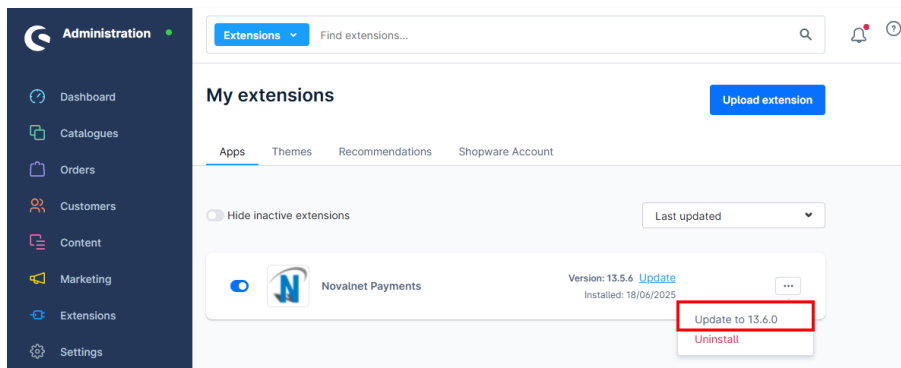 Administration
Extensions
Find extensions...
?
Dashboard
Catalogues
Orders
Customers
Content
Marketing
Extensions
Settings
My extensions
Upload extension
Apps Themes Recommendations Shopware Account
Hide inactive extensions
Last updated
N
Novalnet Payments
Version: 13.5.6 Update
Installed: 18/06/2025
...
Update to 13.6.0
Uninstall